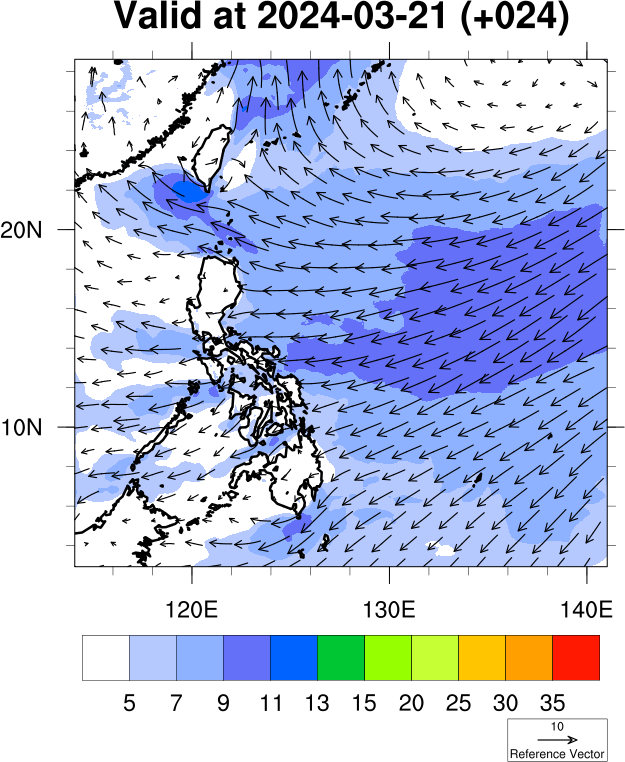 Valid at 2024-03-21 (+024)
20N
10N
120E 130E 140E
5 7 9 11 13 15 20 25 30 35
10
Reference Vector